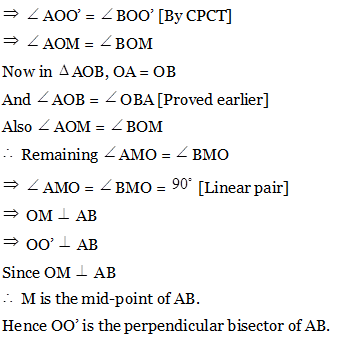 ⇒ ∠AOO' = ∠BOO' [By CPCT]
⇒ ∠AOM = ∠BOM
Now in ΔAOB, OA = OB
And ∠AOB = ∠OBA [Proved earlier]
Also ∠AOM = ∠BOM
∴ Remaining ∠AMO = ∠BMO
⇒ ∠AMO = ∠BMO = 90° [Linear pair]
⇒ OM ⊥ AB
⇒ OO' ⊥ AB
Since OM ⊥ AB
∴ M is the mid-point of AB.
Hence OO' is the perpendicular bisector of AB.